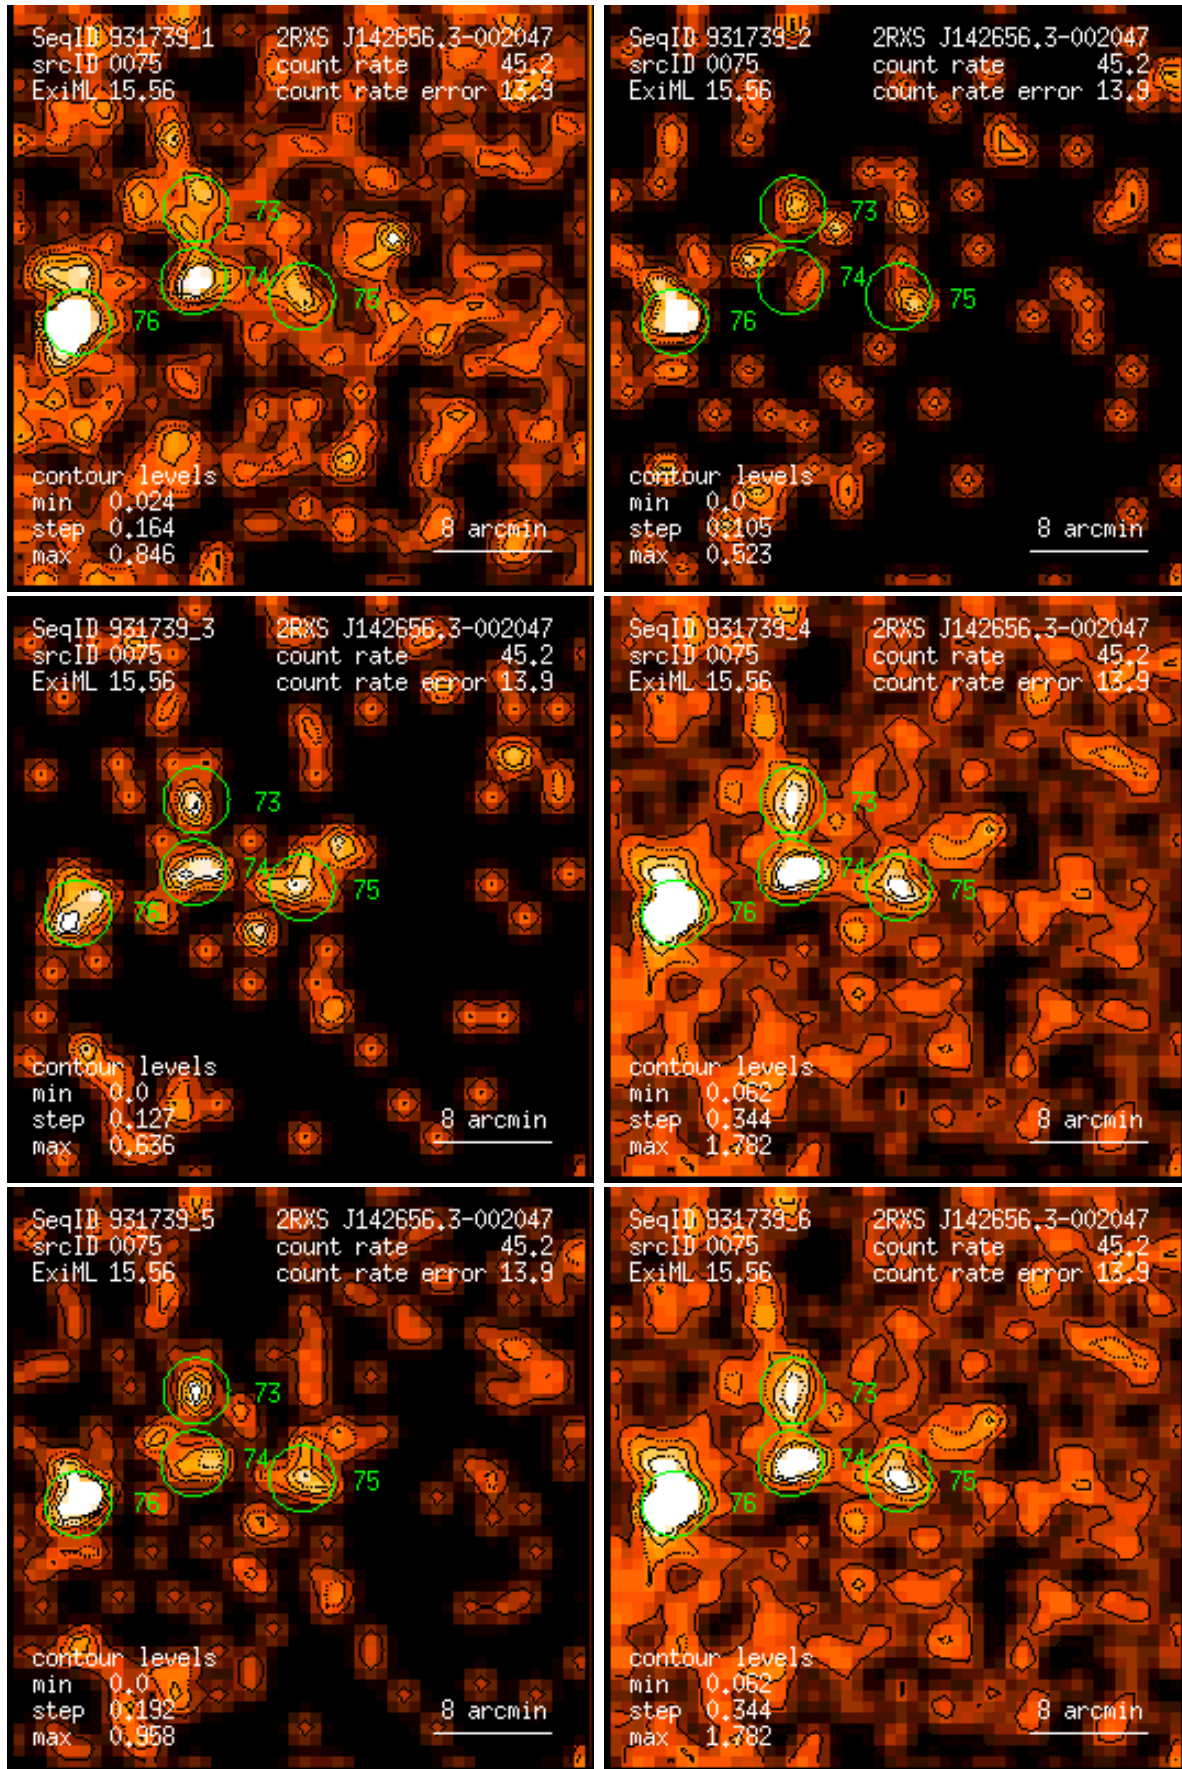 SeqID 931739_1 2RXS J142656.3-002047
srcID 0075 count rate 45.2
ExiML 15.56 count rate error 13.9
73
74
75
76
contour levels
min 0.024
step 0.164
max 0.846
8 arcmin
SeqID 931739_2 2RXS J142656.3-002047
srcID 0075 count rate 45.2
ExiML 15.56 count rate error 13.9
73
74
75
76
contour levels
min 0.0
step 0.105
max 0.523
8 arcmin
SeqID 931739_3 2RXS J142656.3-002047
srcID 0075 count rate 45.2
ExiML 15.56 count rate error 13.9
73
74
75
76
contour levels
min 0.0
step 0.127
max 0.636
8 arcmin
SeqID 931739_4 2RXS J142656.3-002047
srcID 0075 count rate 45.2
ExiML 15.56 count rate error 13.9
73
74
75
76
contour levels
min 0.062
step 0.344
max 1.782
8 arcmin
SeqID 931739_5 2RXS J142656.3-002047
srcID 0075 count rate 45.2
ExiML 15.56 count rate error 13.9
73
74
75
76
contour levels
min 0.0
step 0.192
max 0.958
8 arcmin
SeqID 931739_6 2RXS J142656.3-002047
srcID 0075 count rate 45.2
ExiML 15.56 count rate error 13.9
73
74
75
76
contour levels
min 0.062
step 0.344
max 1.782
8 arcmin